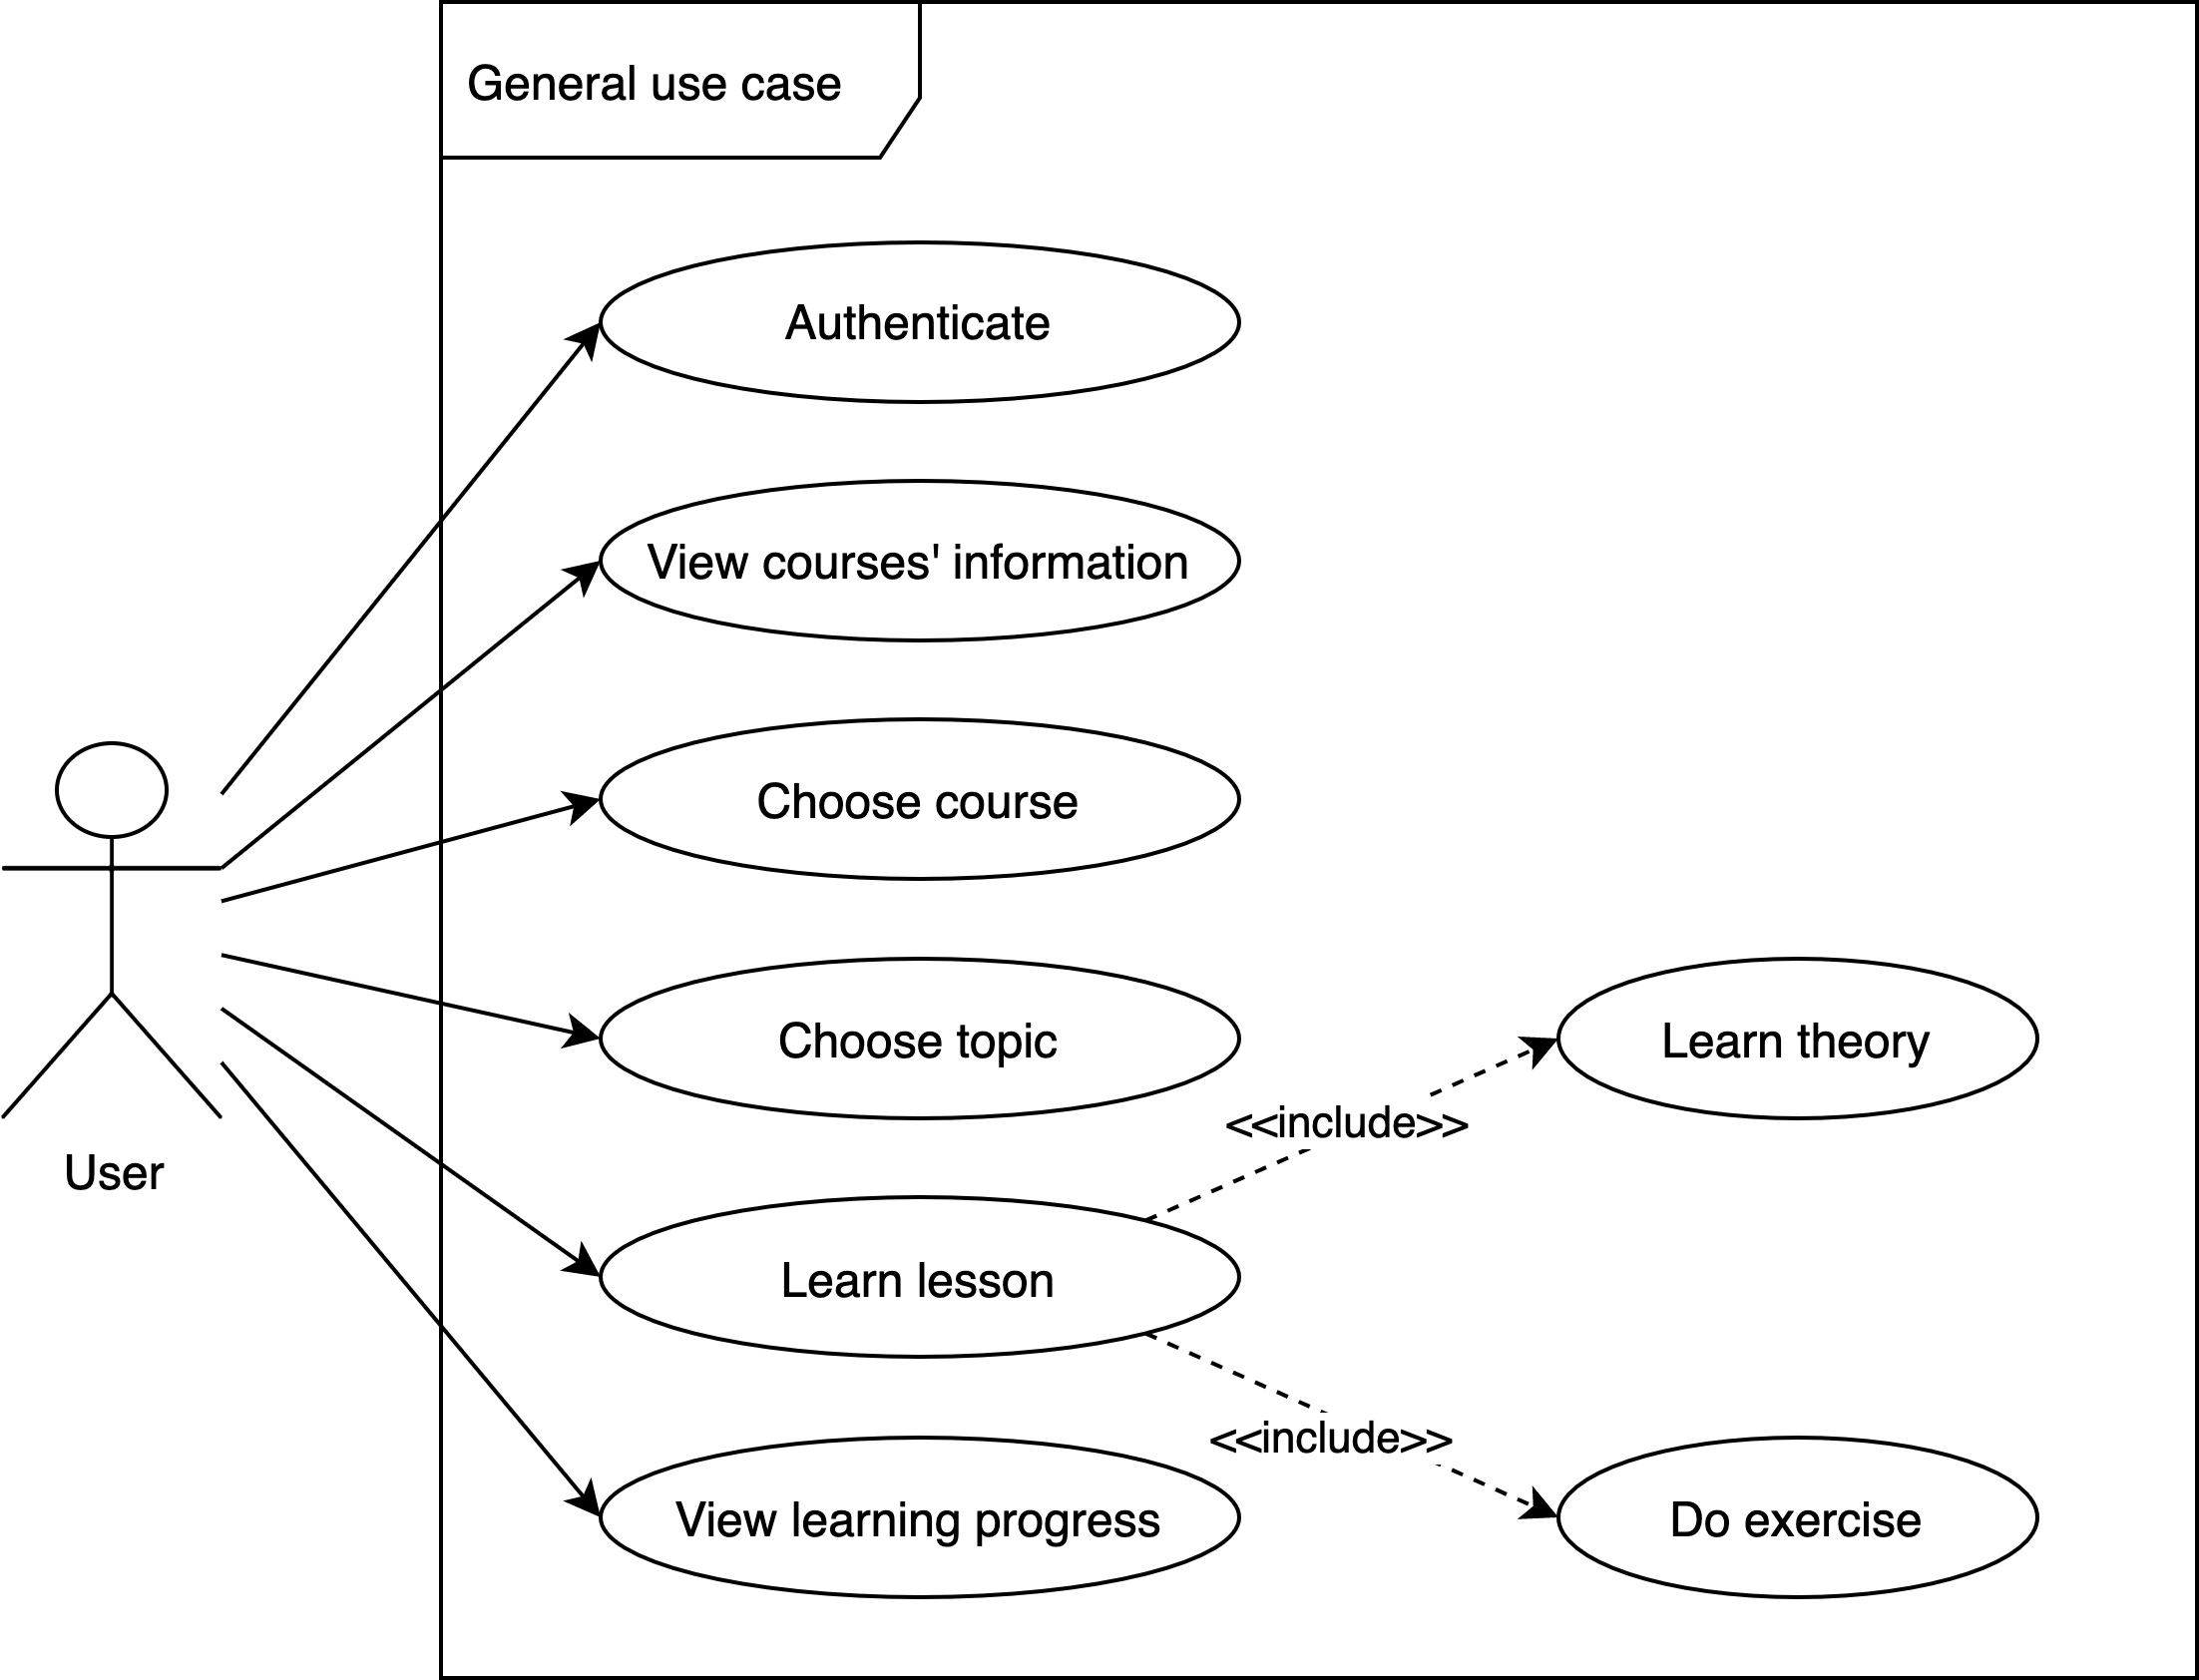 General use case
Authenticate
View courses' information
Choose course
Choose topic
Learn theory
<<include>>
User
Learn lesson
<<include>>
View learning progress
Do exercise